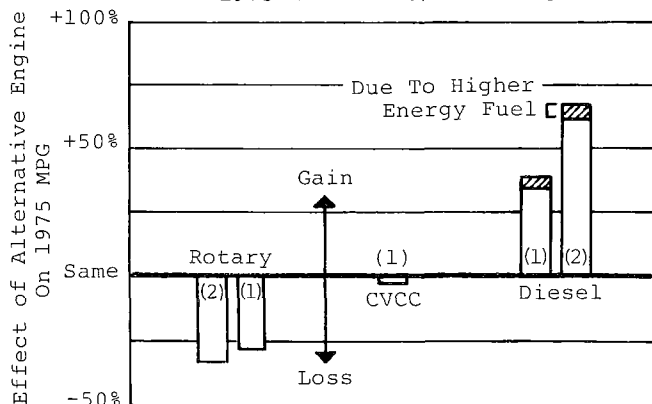 Effect of Alternative Engine
On 1975 MPG
+100%
+50%
Same
-50%
Due To Higher
Energy Fuel
Gain
Loss
Rotary
(2)
(1)
(1)
CVCC
(1)
(2)
Diesel